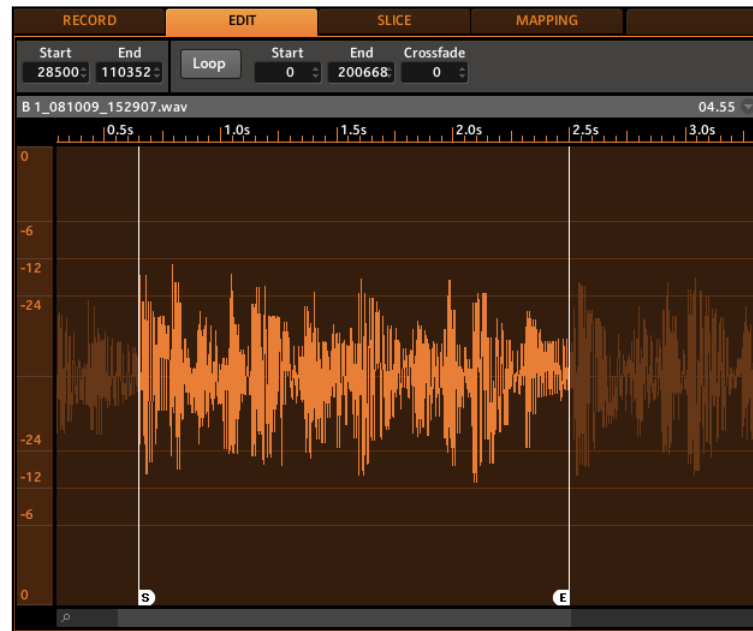 RECORD EDIT SLICE MAPPING
Start End Start End Crossfade
28500 110352 Loop 0 200668 0
B 1_081009_152907.wav 04.55
0.5s 1.0s 1.5s 2.0s 2.5s 3.0s
0
-6
-12
-24
-24
-12
-6
0
S E